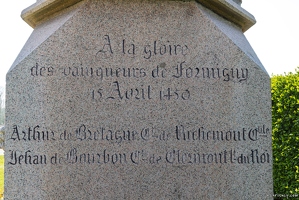 A la gloire
des vainqueurs de Formigny
15 Avril 1450
Arthur de Bretagne Cte de Richemont Cble
Jehan de Bourbon Cte de Clermont Lt du Roi